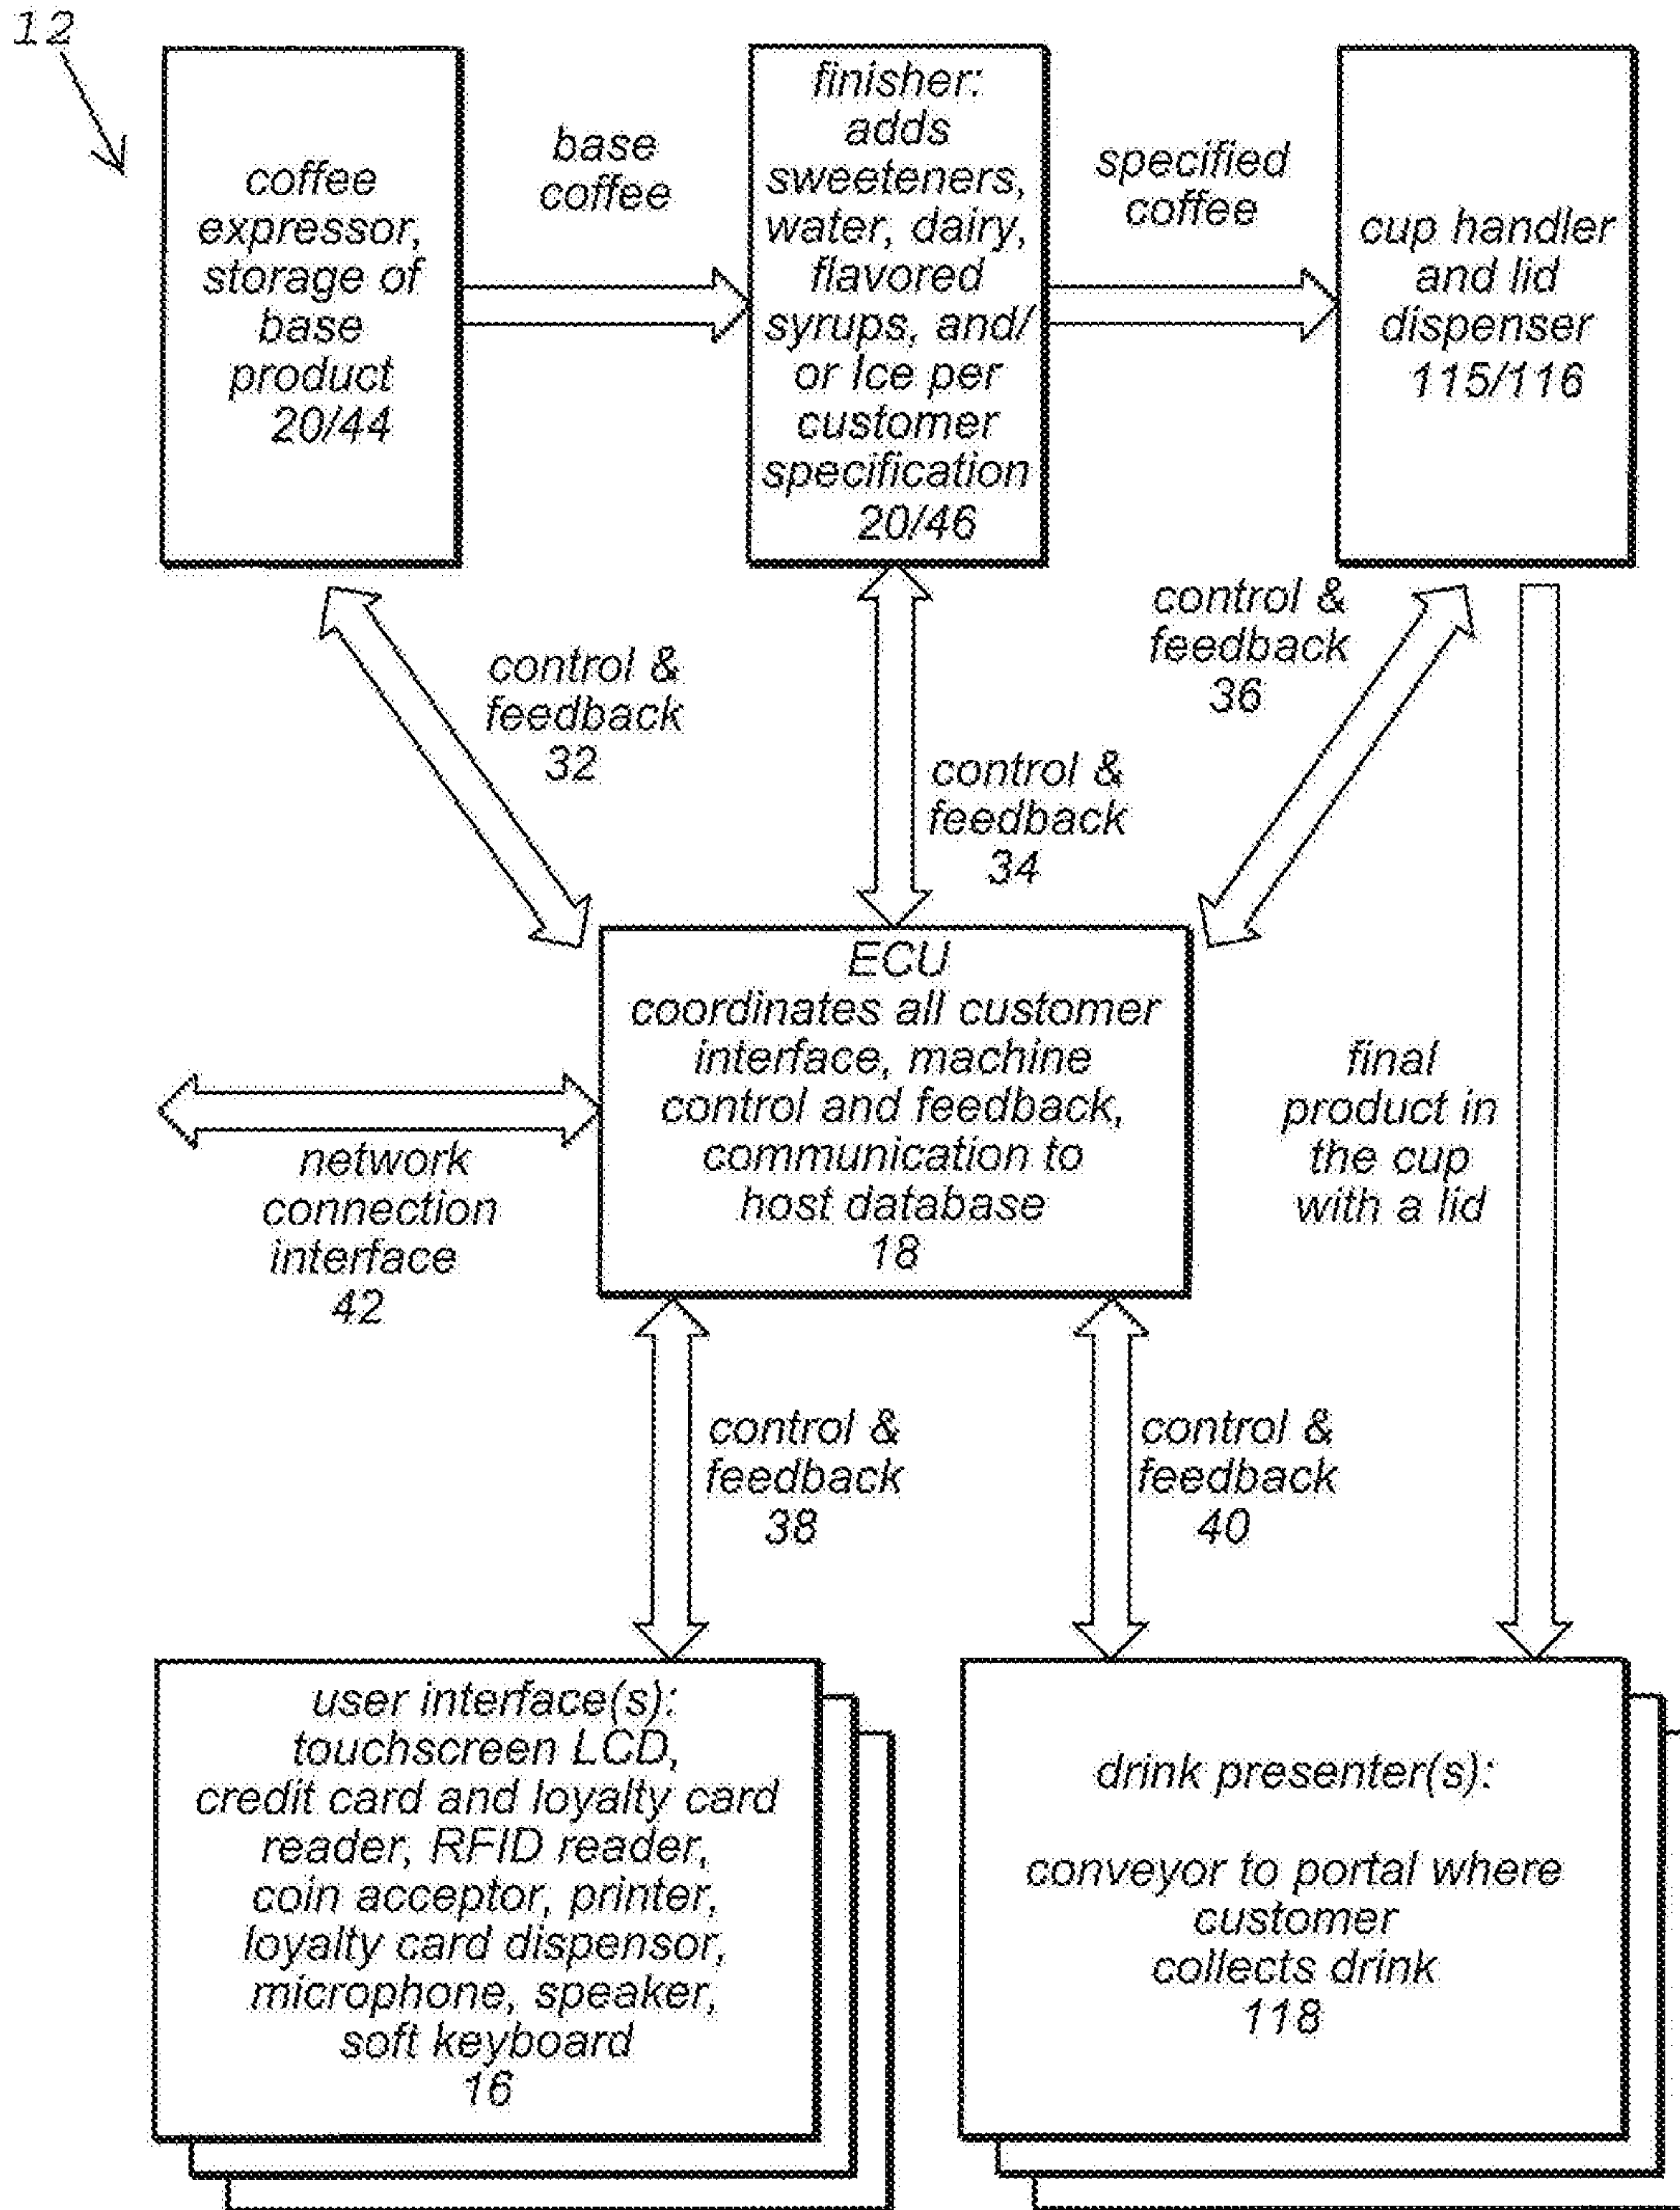 12
coffee
expressor,
storage of
base
product
20/44
base
coffee
finisher:
adds
sweeteners,
water, dairy,
flavored
syrups, and/
or Ice per
customer
specification
20/46
specified
coffee
cup handler
and lid
dispenser
115/116
control &
feedback
32
control &
feedback
34
control &
feedback
36
ECU
coordinates all customer
interface, machine
control and feedback,
communication to
host database
18
network
connection
interface
42
final
product in
the cup
with a lid
control &
feedback
38
control &
feedback
40
user interface(s):
touchscreen LCD,
credit card and loyalty card
reader, RFID reader,
coin acceptor, printer,
loyalty card dispensor,
microphone, speaker,
soft keyboard
16
drink presenter(s):
conveyor to portal where
customer
collects drink
118